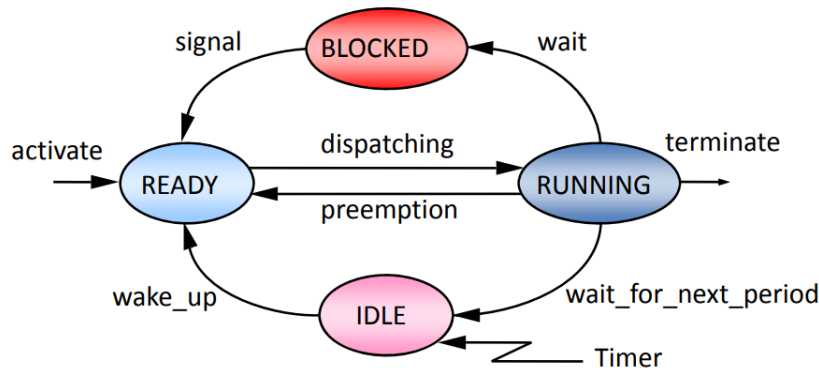 signal
BLOCKED
wait
activate
dispatching
terminate
READY
RUNNING
preemption
wake_up
IDLE
wait_for_next_period
Timer